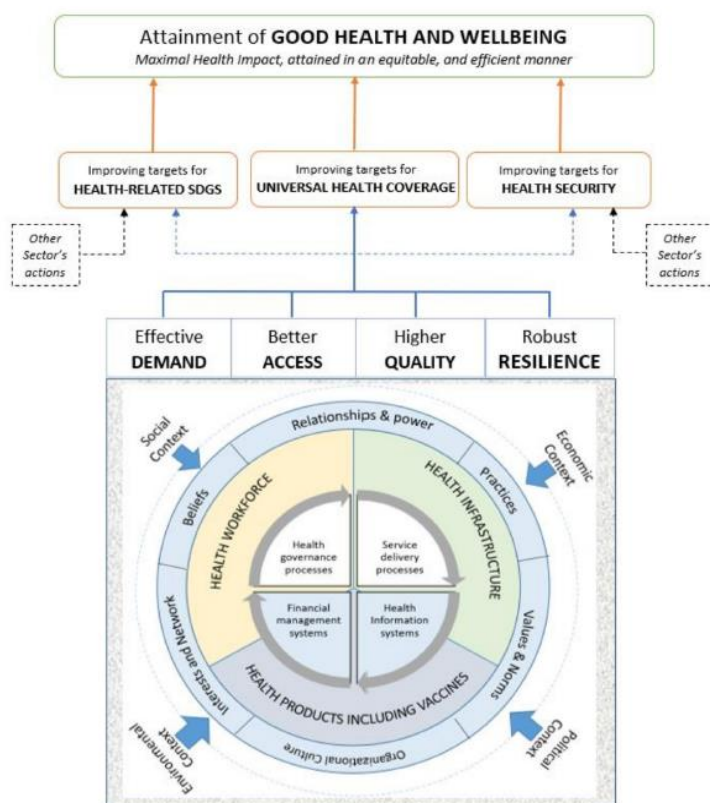 Attainment of GOOD HEALTH AND WELLBEING
Maximal Health Impact, attained in an equitable, and efficient manner
Improving targets for
HEALTH-RELATED SDGS
Improving targets for
UNIVERSAL HEALTH COVERAGE
Improving targets for
HEALTH SECURITY
Other
Sector's
actions
Other
Sector's
actions
Effective
DEMAND
Better
ACCESS
Higher
QUALITY
Robust
RESILIENCE
Social
Context
Relationships & power
Economic
Context
Beliefs
Practices
HEALTH WORKFORCE
HEALTH INFRASTRUCTURE
Health
governance
processes
Service
delivery
processes
Financial
management
systems
Health
Information
systems
Interests and Network
Values & Norms
HEALTH PRODUCTS INCLUDING VACCINES
Organizational Culture
Environmental
Context
Political
Context